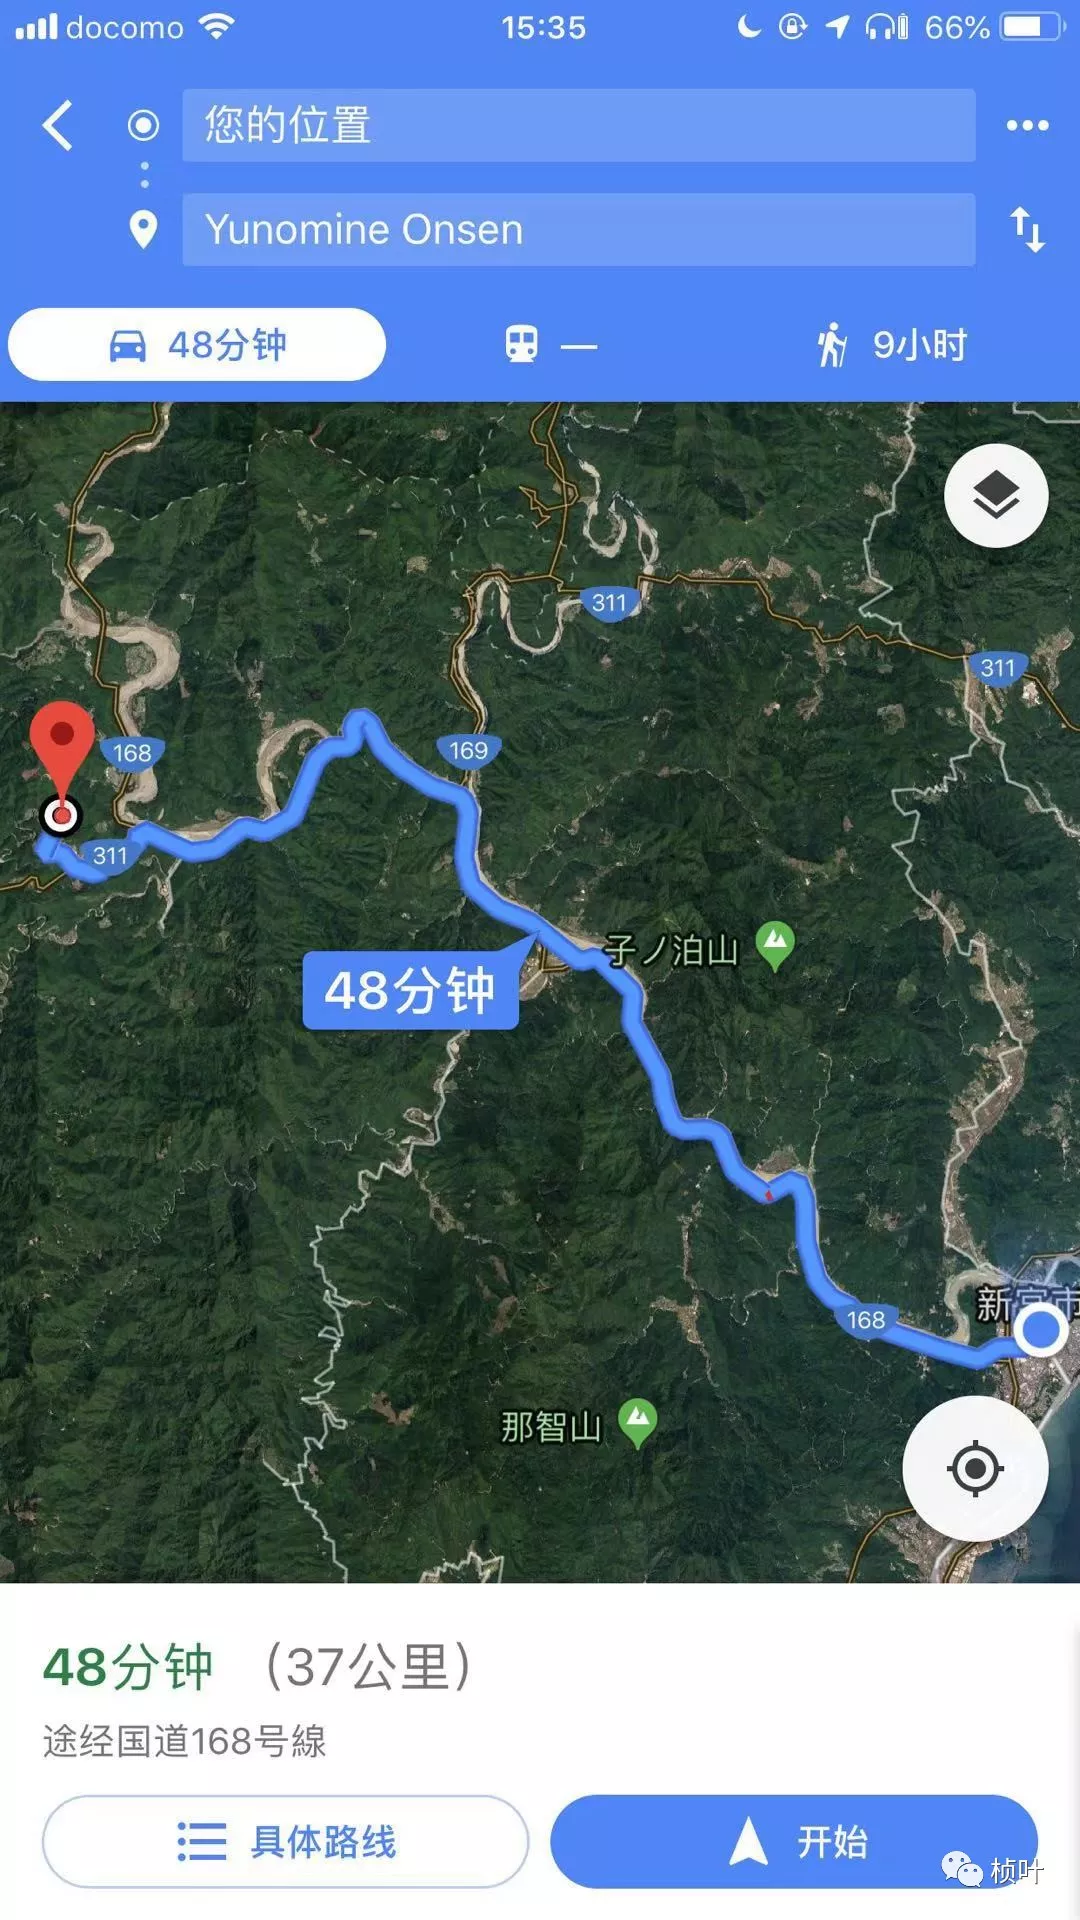 docomo 15:35 66%
您的位置
Yunomine Onsen
48分钟 — 9小时
311
311
168
169
311
子ノ泊山
48分钟
新宮市
168
那智山
48分钟 （37公里）
途经国道168号線
具体路线 开始
桢叶